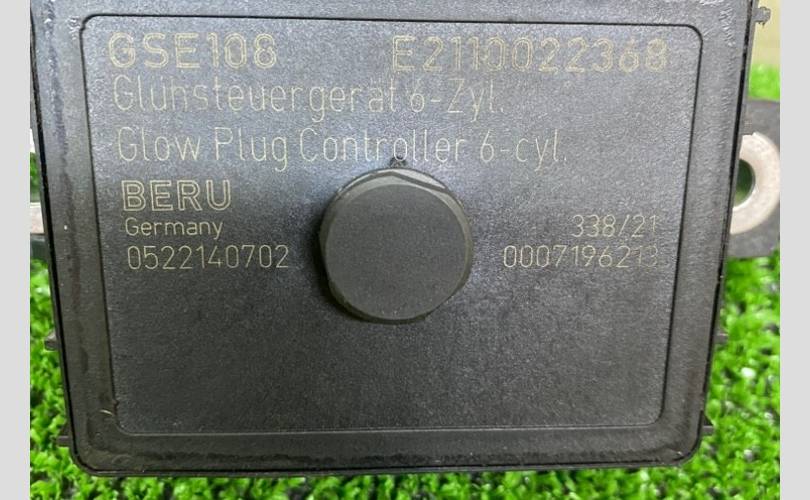 GSE108 E2110022368
Glühsteuergerät 6-Zyl.
Glow Plug Controller 6-cyl.
BERU
Germany 338/21
0522140702 0007196213